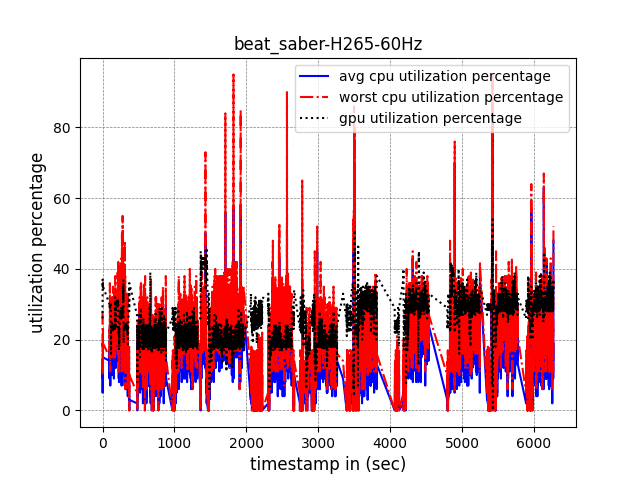 beat_saber-H265-60Hz
avg cpu utilization percentage
worst cpu utilization percentage
gpu utilization percentage
utilization percentage
80
60
40
20
0
0 1000 2000 3000 4000 5000 6000
timestamp in (sec)